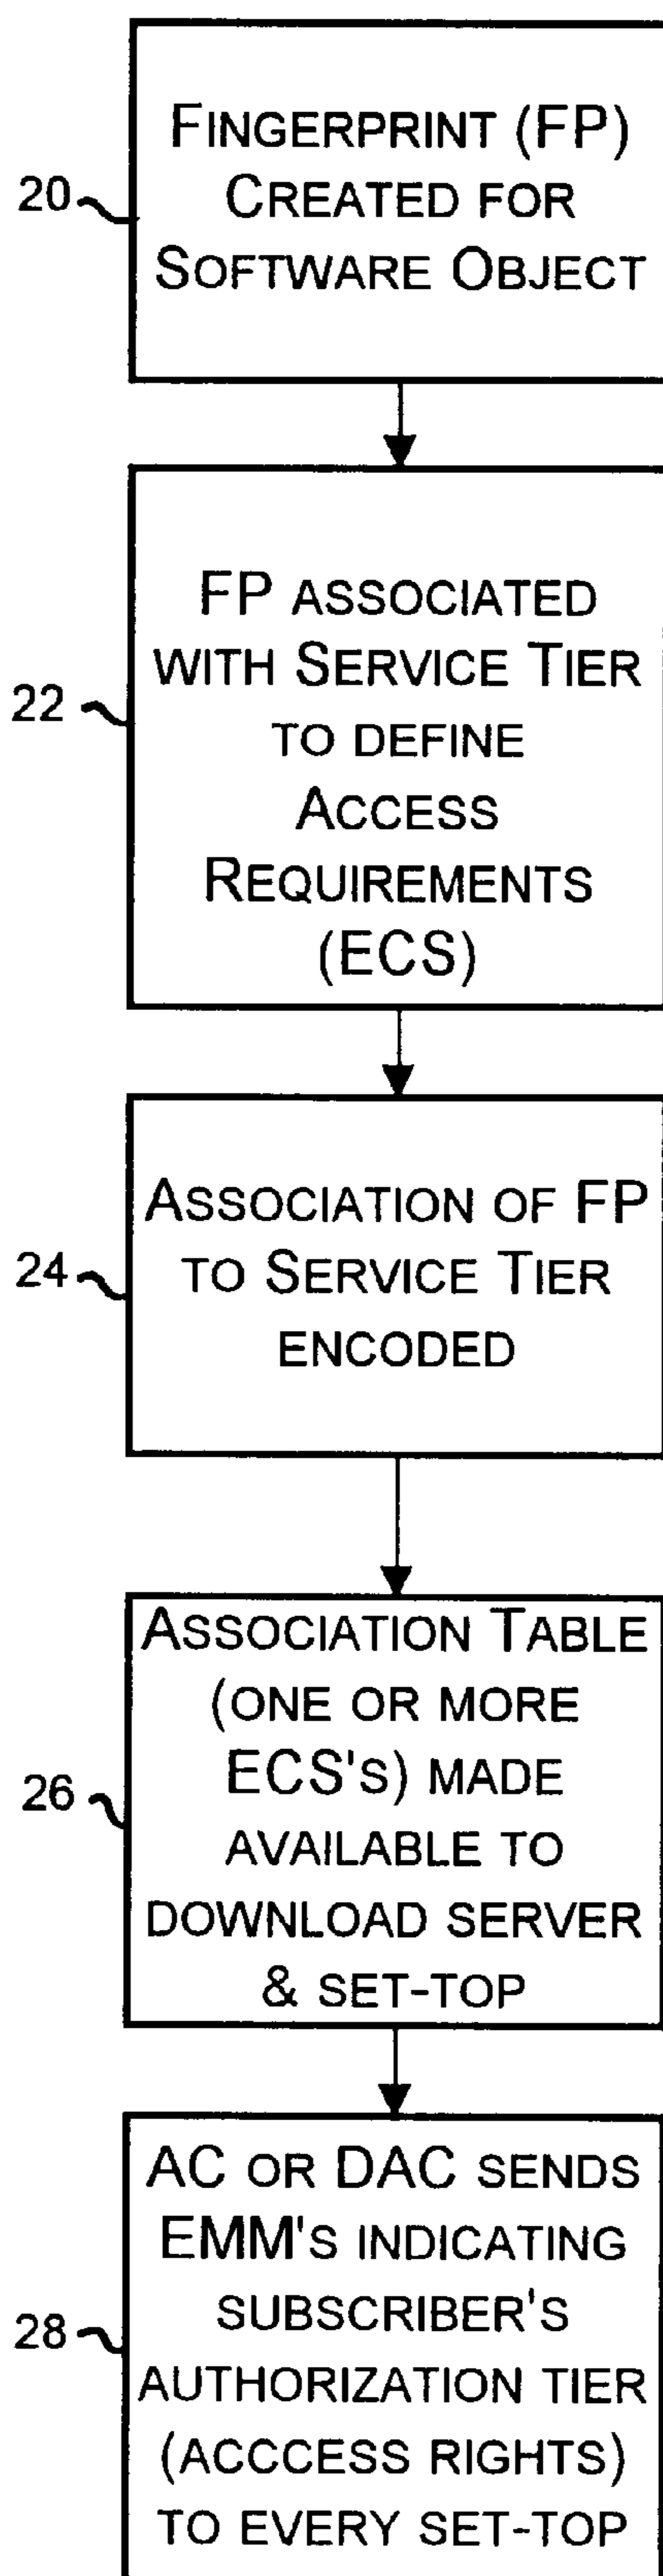 FINGERPRINT (FP)
20 CREATED FOR
SOFTWARE OBJECT
FP ASSOCIATED
WITH SERVICE TIER
22 TO DEFINE
ACCESS
REQUIREMENTS
(ECS)
ASSOCIATION OF FP
24 TO SERVICE TIER
ENCODED
ASSOCIATION TABLE
(ONE OR MORE
26 ECS'S) MADE
AVAILABLE TO
DOWNLOAD SERVER
& SET-TOP
AC OR DAC SENDS
EMM'S INDICATING
SUBSCRIBER'S
28 AUTHORIZATION TIER
(ACCCESS RIGHTS)
TO EVERY SET-TOP